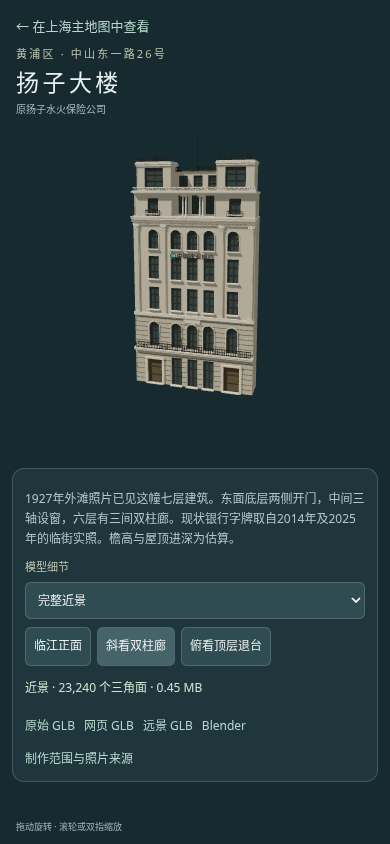 ← 在上海主地图中查看
黄浦区 · 中山东一路26号
扬子大楼
原扬子水火保险公司
1927年外滩照片已见这幢七层建筑。东面底层两侧开门，中间三
轴设窗，六层有三间双柱廊。现状银行字牌取自2014年及2025
年的临街实照。檐高与屋顶进深为估算。
模型细节
完整近景
临江正面 斜看双柱廊 俯看顶层退台
近景 · 23,240 个三角面 · 0.45 MB
原始 GLB 网页 GLB 远景 GLB Blender
制作范围与照片来源
拖动旋转 · 滚轮或双指缩放